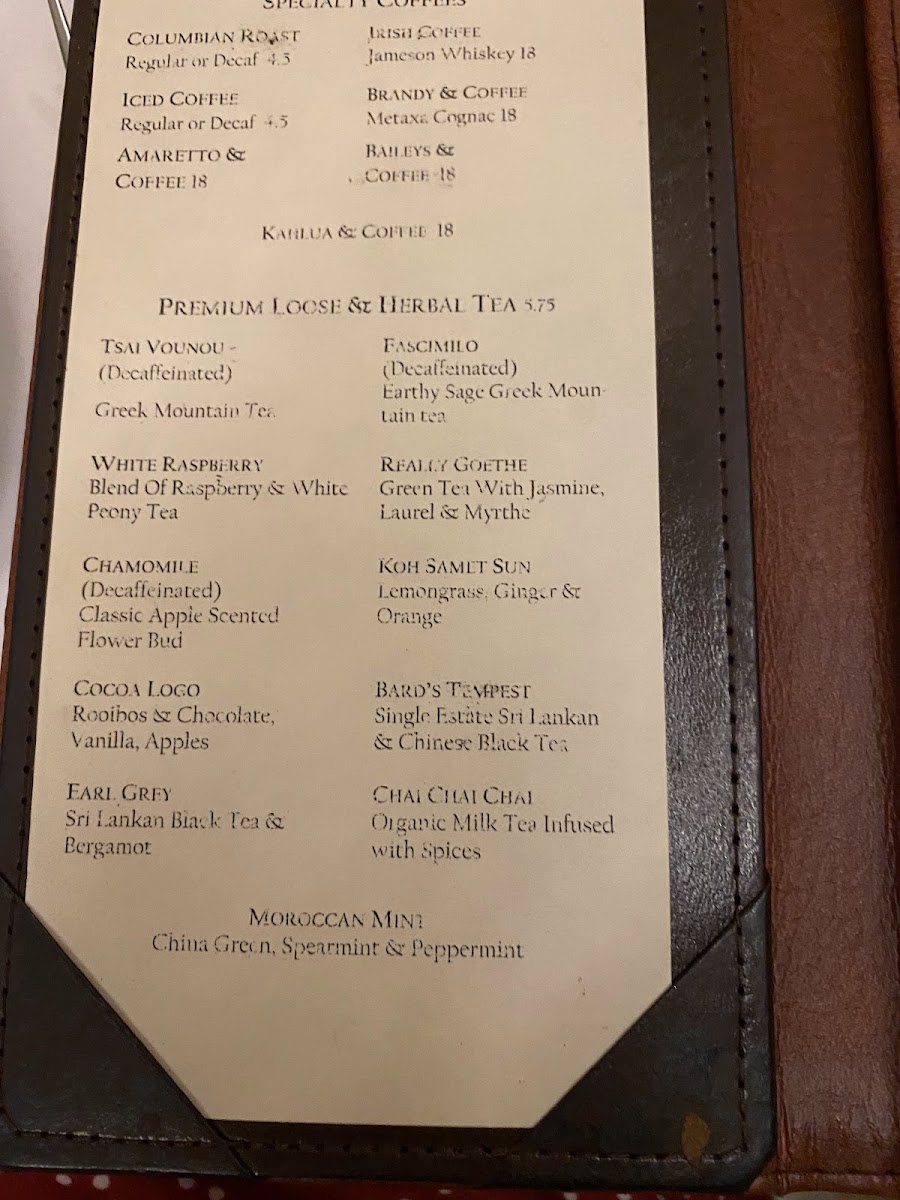 SPECIALTY COFFEES
COLUMBIAN ROAST
Regular or Decaf 4.5
IRISH COFFEE
Jameson Whiskey 18
ICED COFFEE
Regular or Decaf 4.5
BRANDY & COFFEE
Metaxa Cognac 18
AMARETTO &
COFFEE 18
BAILEYS &
COFFEE 18
KAHLUA & COFFEE 18
PREMIUM LOOSE & HERBAL TEA 5.75
TSAI VOUNOU -
(Decaffeinated)
Greek Mountain Tea
FASCIMILO
(Decaffeinated)
Earthy Sage Greek Moun-
tain tea
WHITE RASPBERRY
Blend Of Raspberry & White
Peony Tea
REALLY GOETHE
Green Tea With Jasmine,
Laurel & Myrthe
CHAMOMILE
(Decaffeinated)
Classic Apple Scented
Flower Bud
KOH SAMET SUN
Lemongrass, Ginger &
Orange
COCOA LOCO
Rooibos & Chocolate,
Vanilla, Apples
BARD'S TEMPEST
Single Estate Sri Lankan
& Chinese Black Tea
EARL GREY
Sri Lankan Black Tea &
Bergamot
CHAI CHAI CHAI
Organic Milk Tea Infused
with Spices
MOROCCAN MINT
China Green, Spearmint & Peppermint